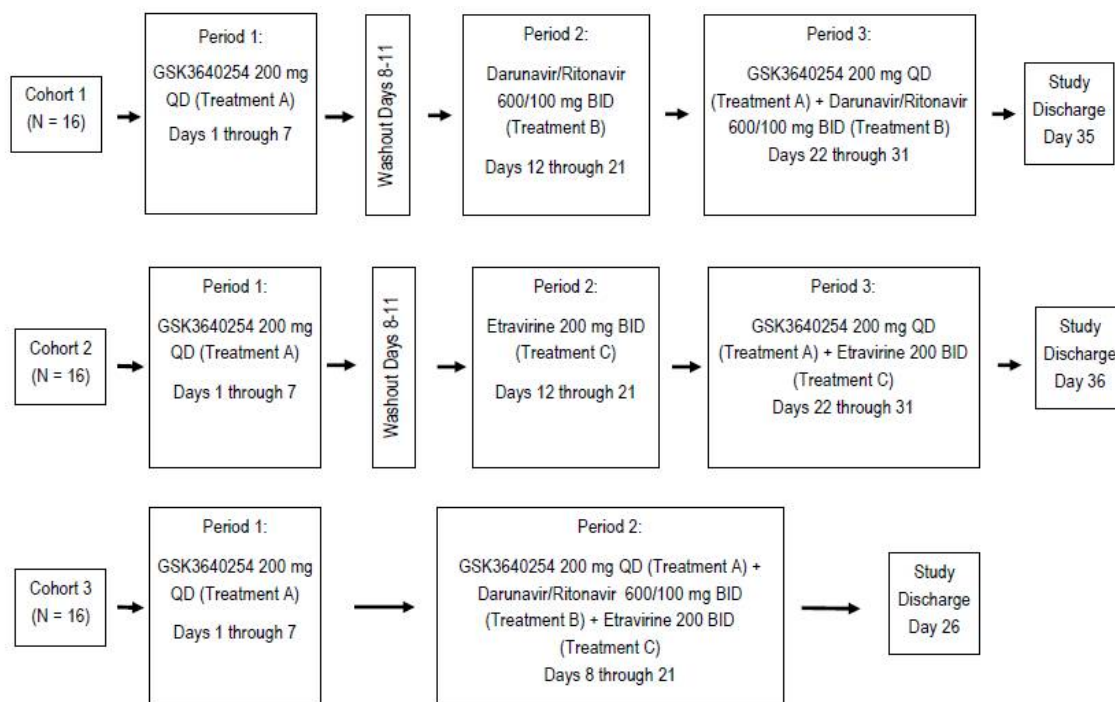 Cohort 1
(N = 16)
Period 1:
GSK3640254 200 mg
QD (Treatment A)
Days 1 through 7
Washout Days 8-11
Period 2:
Darunavir/Ritonavir
600/100 mg BID
(Treatment B)
Days 12 through 21
Period 3:
GSK3640254 200 mg QD
(Treatment A) + Darunavir/Ritonavir
600/100 mg BID (Treatment B)
Days 22 through 31
Study
Discharge
Day 35
Cohort 2
(N = 16)
Period 1:
GSK3640254 200 mg
QD (Treatment A)
Days 1 through 7
Washout Days 8-11
Period 2:
Etravirine 200 mg BID
(Treatment C)
Days 12 through 21
Period 3:
GSK3640254 200 mg QD
(Treatment A) + Etravirine 200 BID
(Treatment C)
Days 22 through 31
Study
Discharge
Day 36
Cohort 3
(N = 16)
Period 1:
GSK3640254 200 mg
QD (Treatment A)
Days 1 through 7
Period 2:
GSK3640254 200 mg QD (Treatment A) +
Darunavir/Ritonavir 600/100 mg BID
(Treatment B) + Etravirine 200 BID
(Treatment C)
Days 8 through 21
Study
Discharge
Day 26